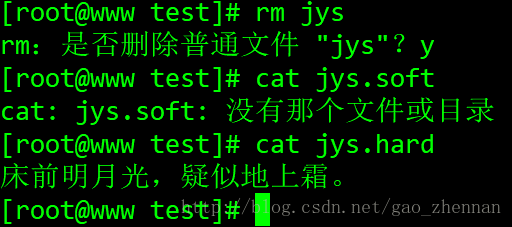 [root@www test]# rm jys
rm：是否删除普通文件 "jys"？y
[root@www test]# cat jys.soft
cat: jys.soft: 没有那个文件或目录
[root@www test]# cat jys.hard
床前明月光，疑似地上霜。
[root@www test]#
http://blog.csdn.net/gao_zhennan